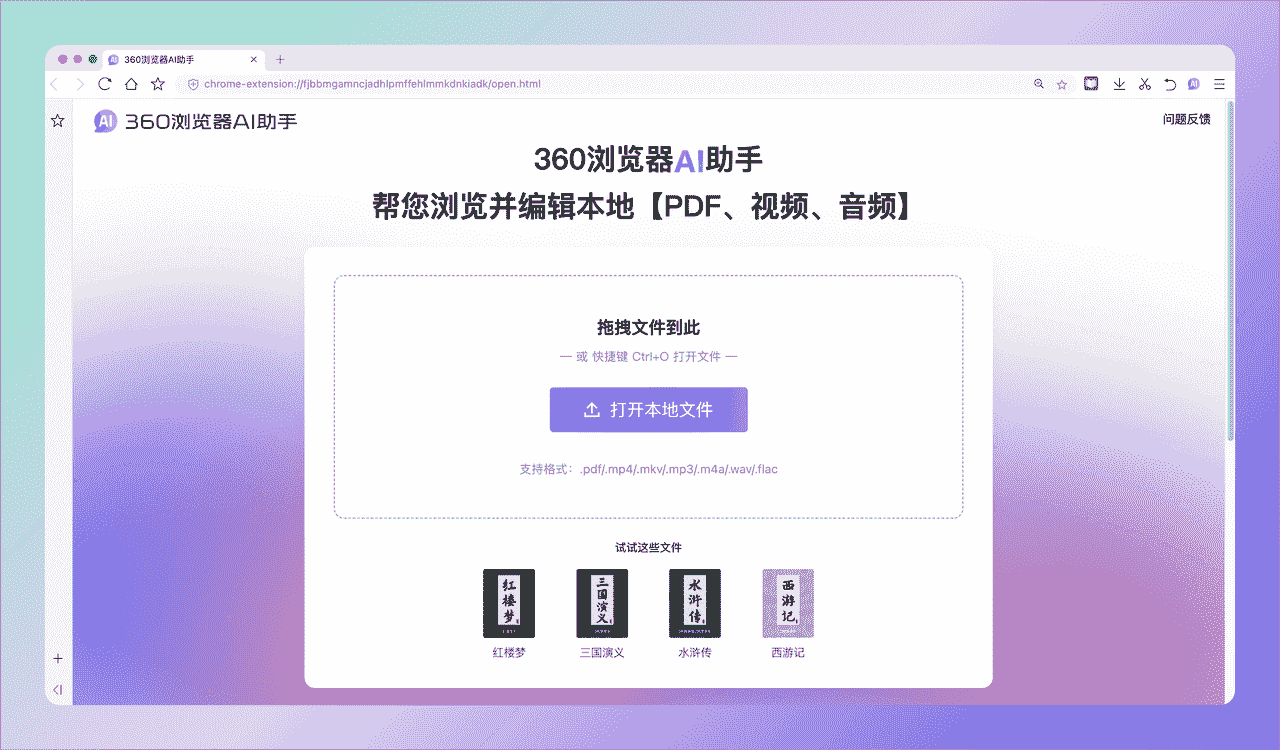 360浏览器AI助手
chrome-extension://fjbbmgamncjadhlpmffehlmmkdnkiadk/open.html
AI 360浏览器AI助手
问题反馈
360浏览器AI助手
帮您浏览并编辑本地【PDF、视频、音频】
拖拽文件到此
— 或 快捷键 Ctrl+O 打开文件 —
打开本地文件
支持格式：.pdf/.mp4/.mkv/.mp3/.m4a/.wav/.flac
试试这些文件
红楼梦
三国演义
水浒传
西游记
红楼梦
三国演义
水浒传
西游记